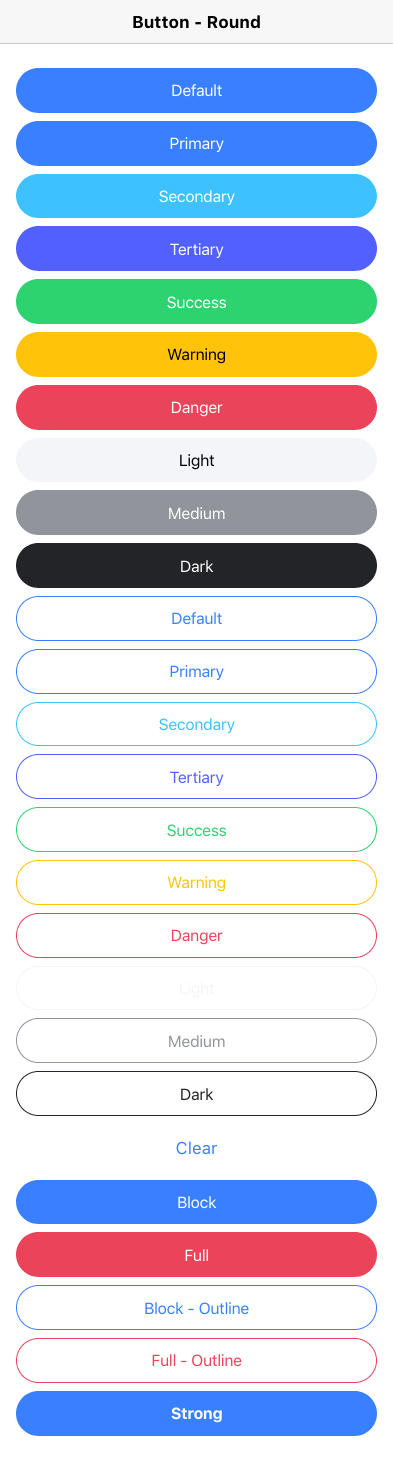 Button - Round
Default
Primary
Secondary
Tertiary
Success
Warning
Danger
Light
Medium
Dark
Default
Primary
Secondary
Tertiary
Success
Warning
Danger
Light
Medium
Dark
Clear
Block
Full
Block - Outline
Full - Outline
Strong